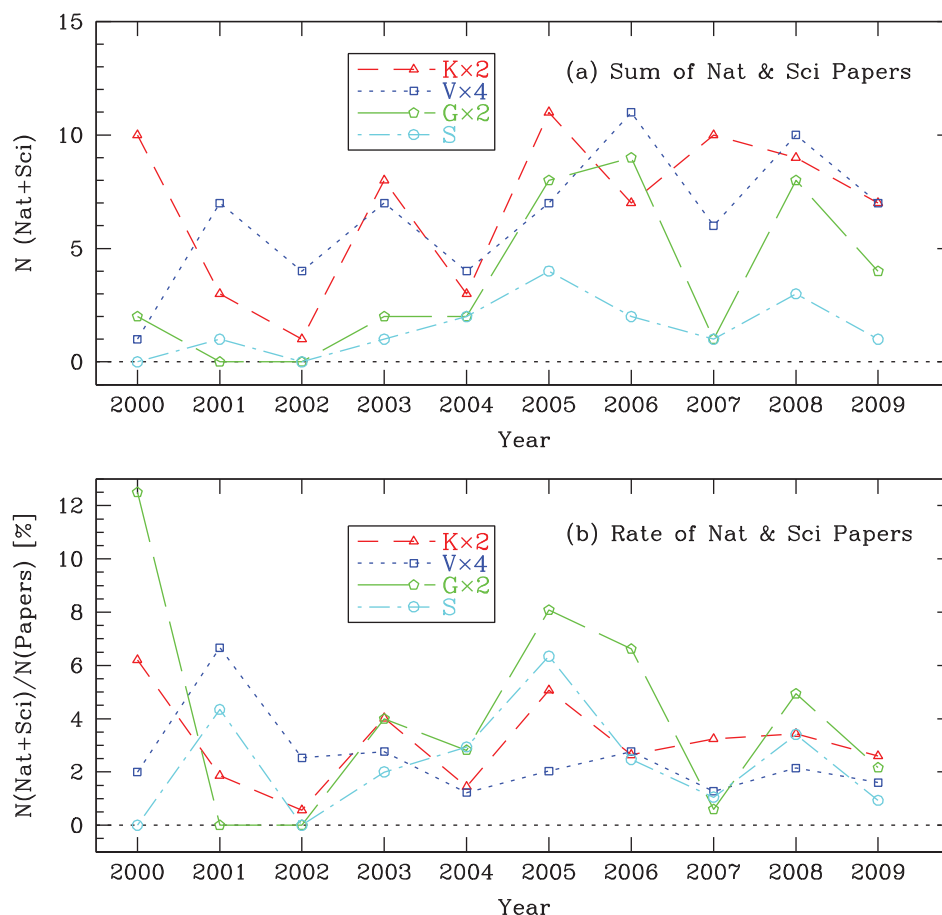 15
10
5
0
N (Nat+Sci)
K×2
V×4
G×2
S
(a) Sum of Nat & Sci Papers
2000 2001 2002 2003 2004 2005 2006 2007 2008 2009
Year
12
10
8
6
4
2
0
N(Nat+Sci)/N(Papers) [%]
K×2
V×4
G×2
S
(b) Rate of Nat & Sci Papers
2000 2001 2002 2003 2004 2005 2006 2007 2008 2009
Year